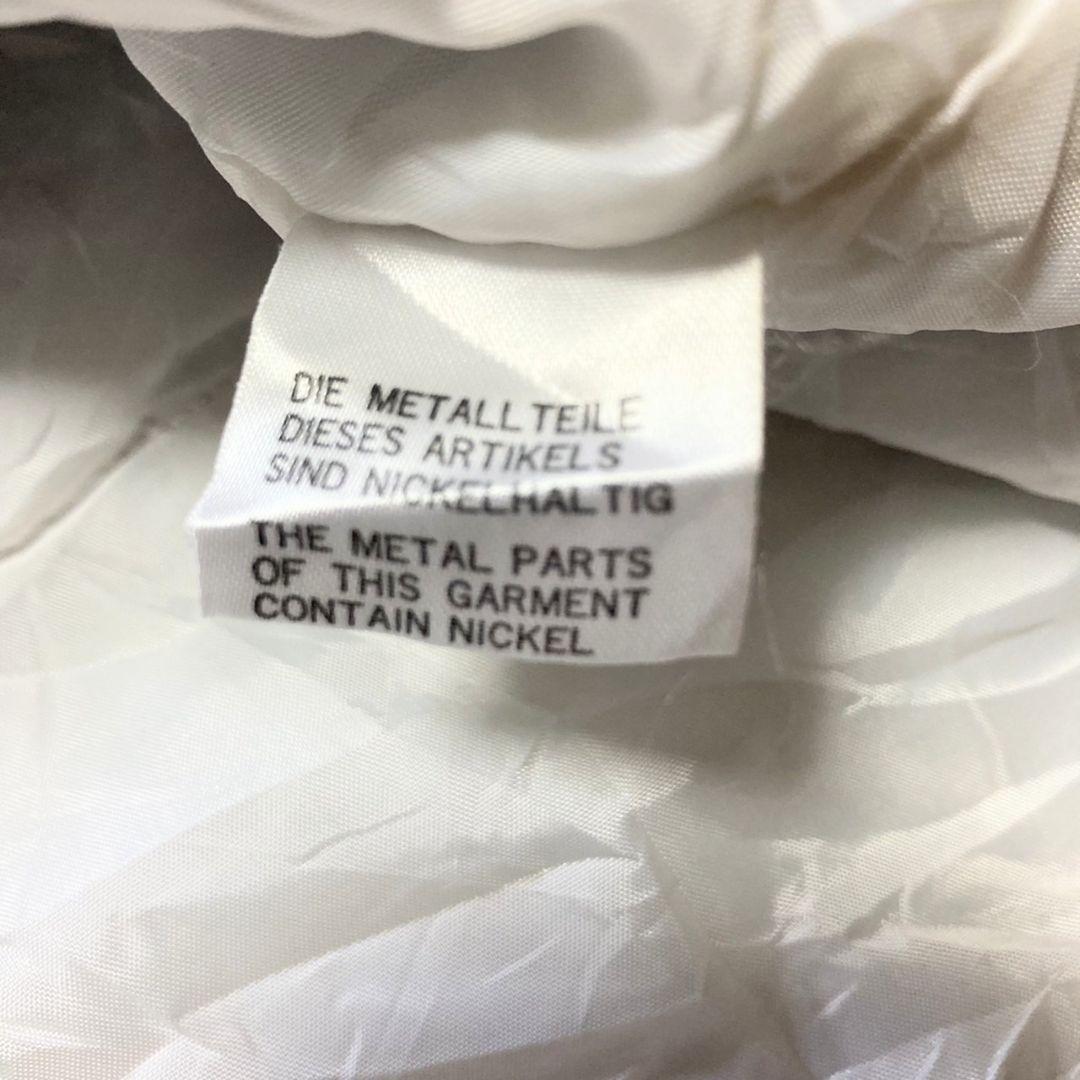 DIE METALLTEILE
DIESES ARTIKELS
SIND NICKELHALTIG
THE METAL PARTS
OF THIS GARMENT
CONTAIN NICKEL